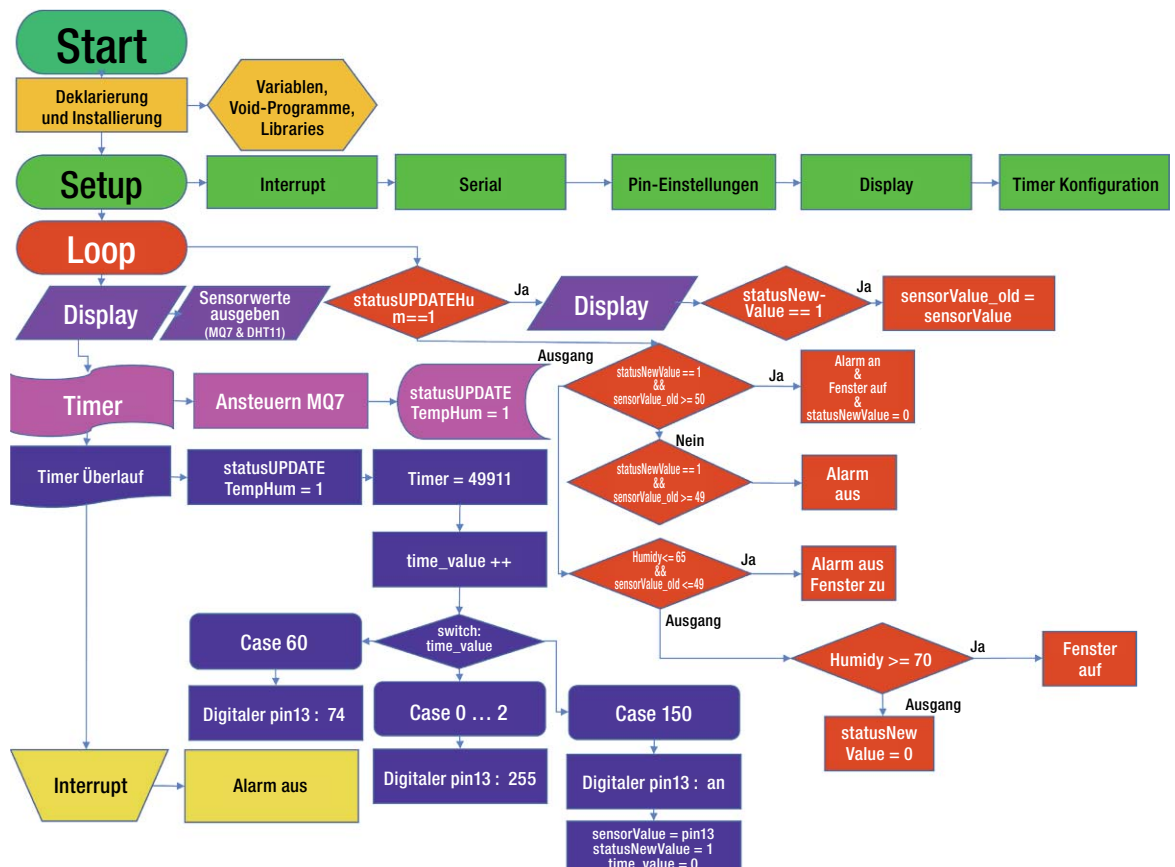 Start
Deklarierung
und Installierung
Variablen,
Void-Programme,
Libraries
Setup
Interrupt
Serial
Pin-Einstellungen
Display
Timer Konfiguration
Loop
Display
Sensorwerte
ausgeben
(MQ7 & DHT11)
statusUPDATEHu
m==1
Ja
Display
statusNew-
Value == 1
Ja
sensorValue_old =
sensorValue
Timer
Ansteuern MQ7
statusUPDATE
TempHum = 1
Ausgang
statusNewValue == 1
&&
sensorValue_old >= 50
Ja
Alarm an
&
Fenster auf
&
statusNewValue = 0
Nein
statusNewValue == 1
&&
sensorValue_old >= 49
Alarm
aus
Timer Überlauf
statusUPDATE
TempHum = 1
Timer = 49911
time_value ++
Humidy<= 65
&&
sensorValue_old <=49
Ja
Alarm aus
Fenster zu
Ausgang
switch:
time_value
Case 60
Digitaler pin13 : 74
Case 0 ... 2
Digitaler pin13 : 255
Case 150
Digitaler pin13 : an
sensorValue = pin13
statusNewValue = 1
time_value = 0
Humidy >= 70
Ja
Fenster
auf
Ausgang
statusNew
Value = 0
Interrupt
Alarm aus